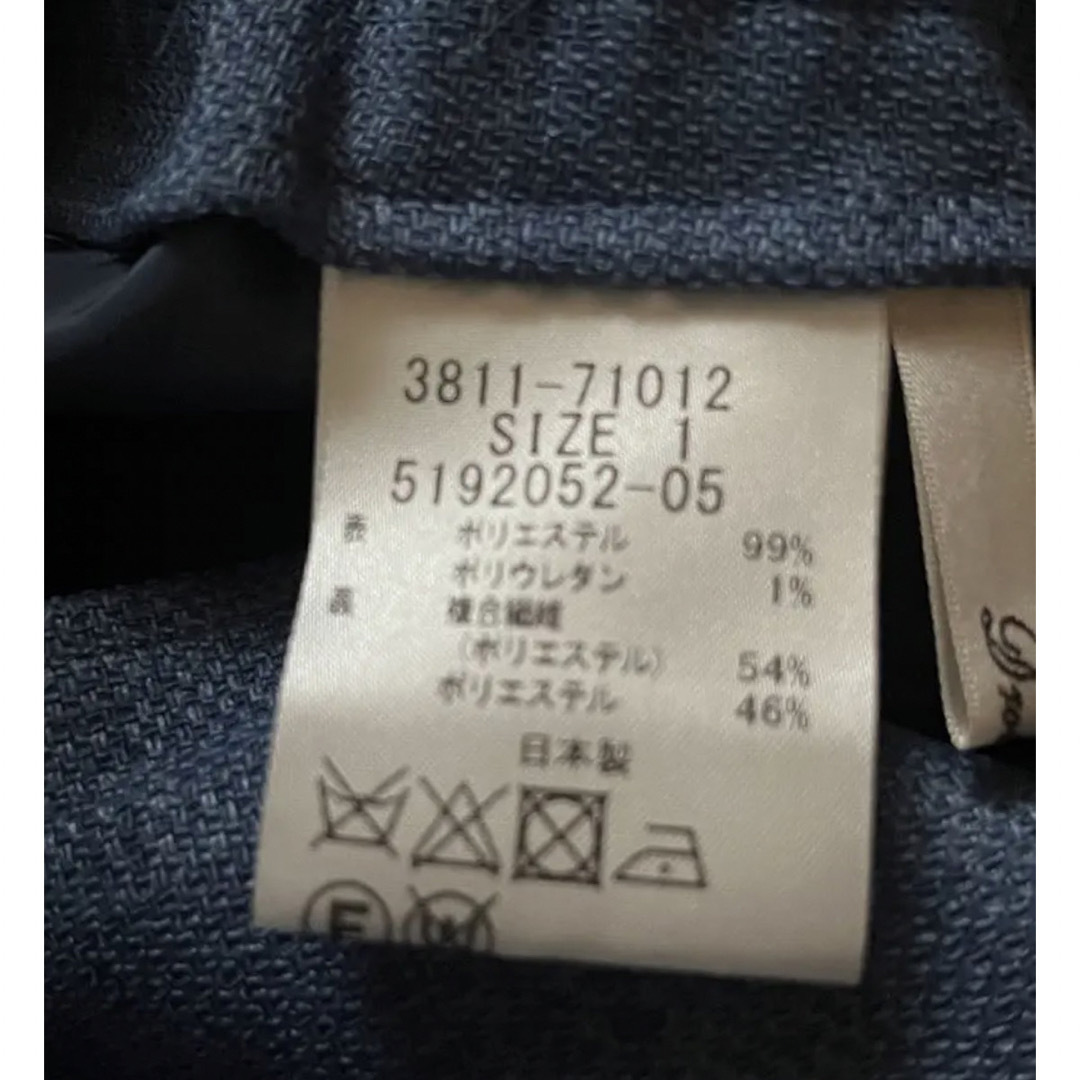 3811-71012
SIZE 1
5192052-05
表 ポリエステル 99%
ポリウレタン 1%
裏 複合繊維
(ポリエステル) 54%
ポリエステル 46%
日本製